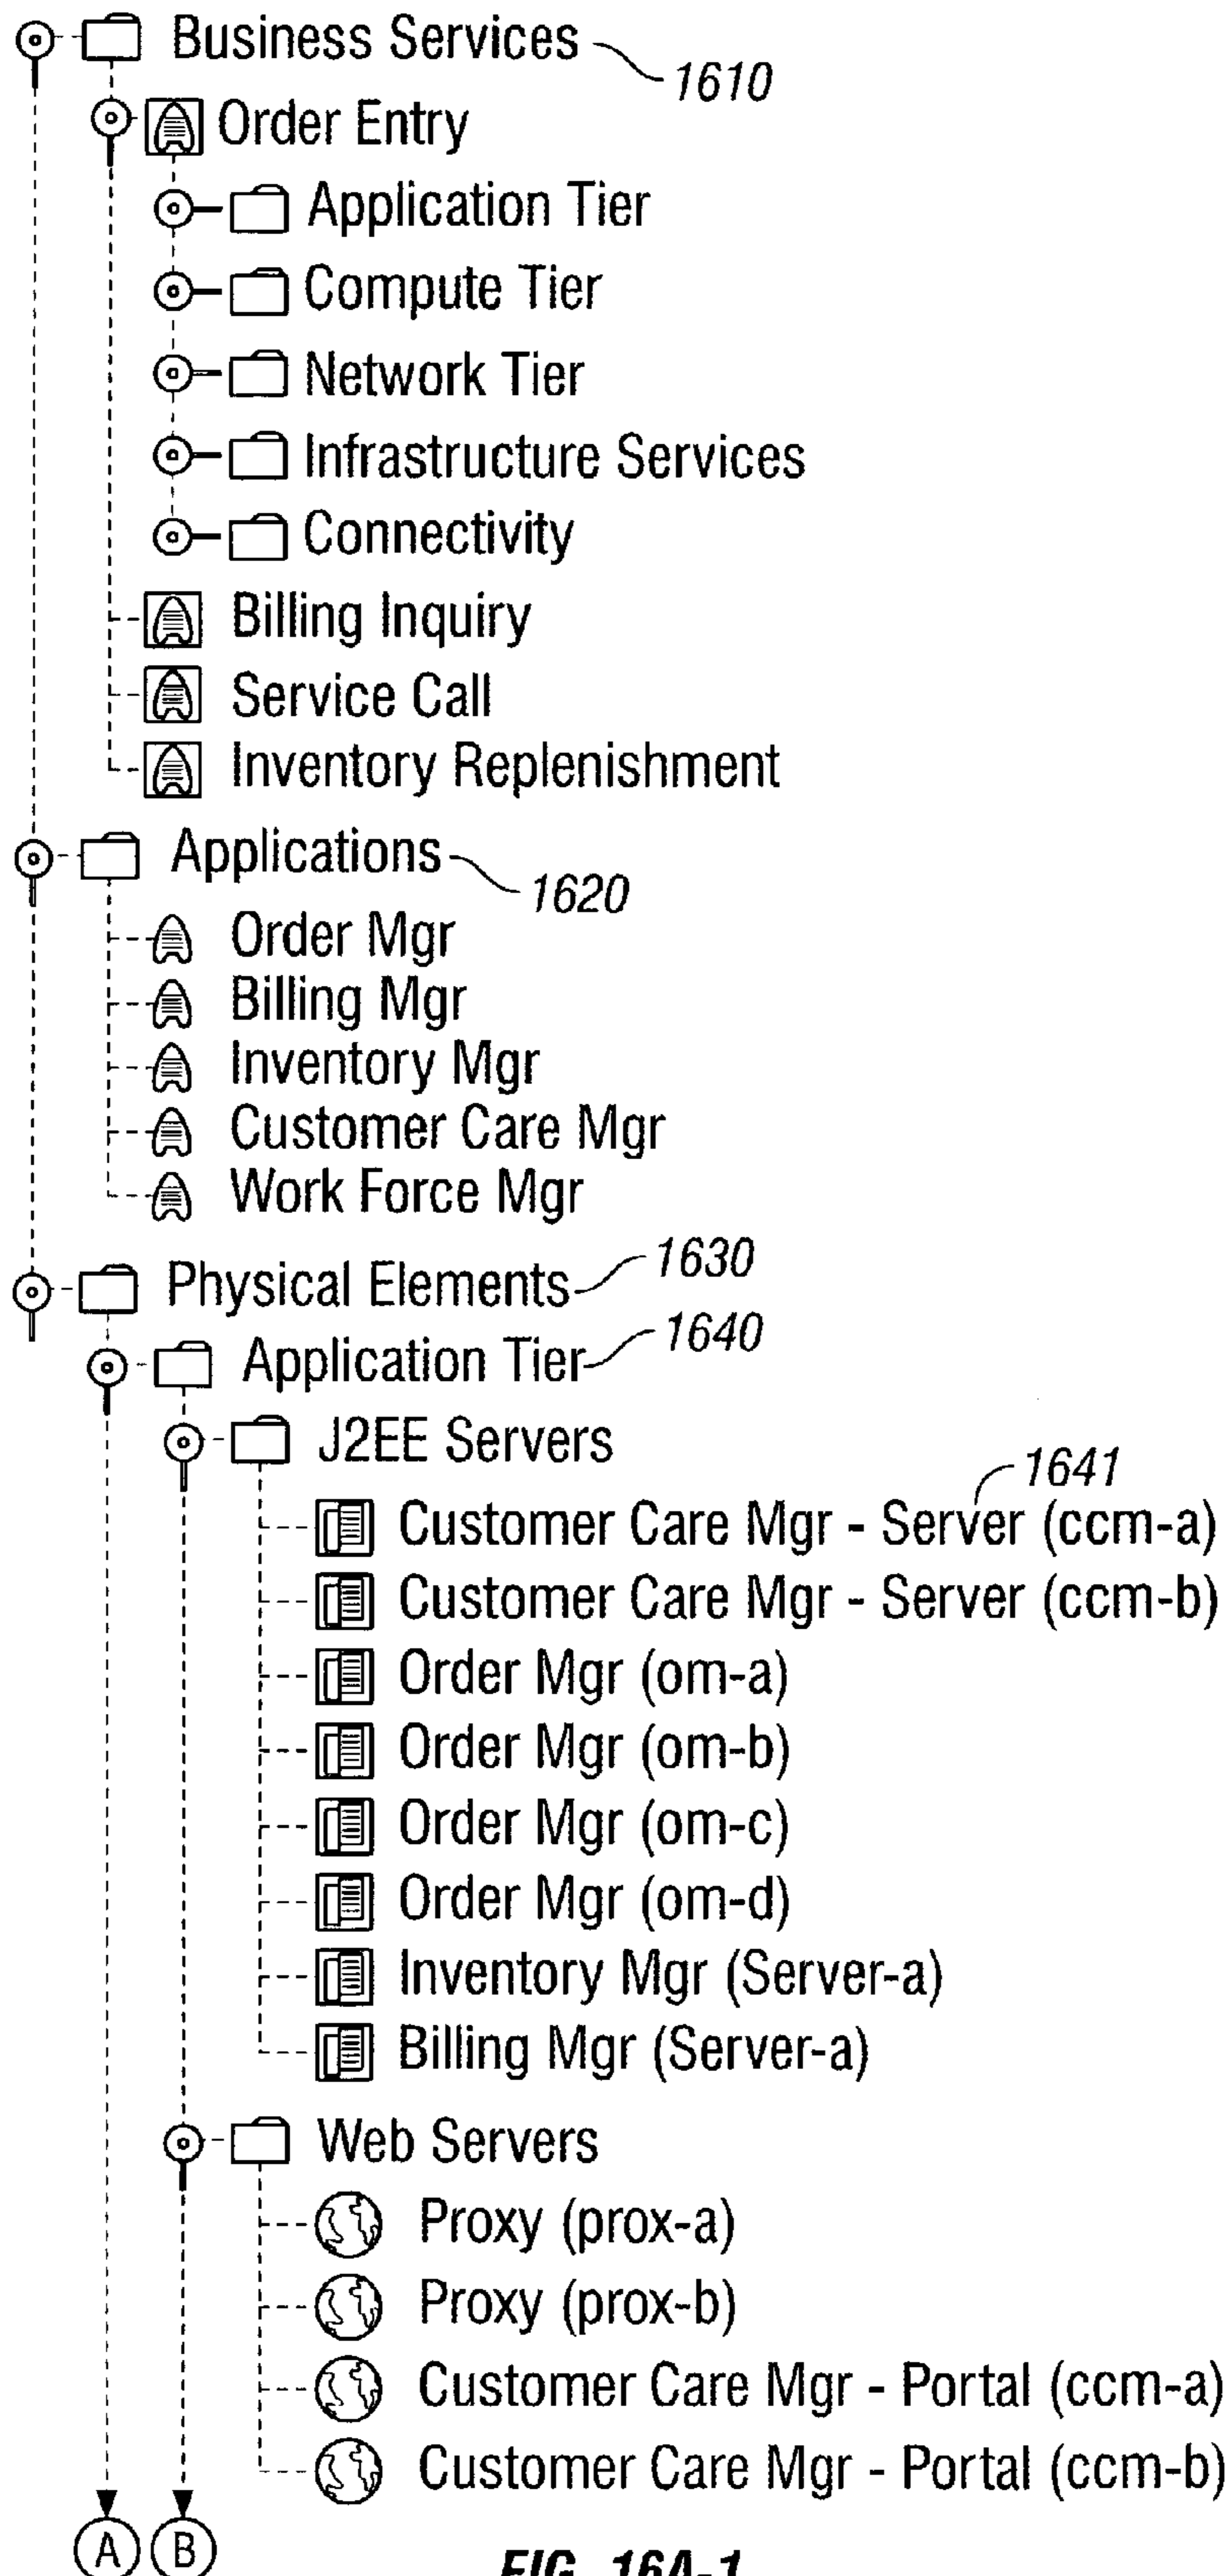 Business Services
1610
Order Entry
Application Tier
Compute Tier
Network Tier
Infrastructure Services
Connectivity
Billing Inquiry
Service Call
Inventory Replenishment
Applications
1620
Order Mgr
Billing Mgr
Inventory Mgr
Customer Care Mgr
Work Force Mgr
Physical Elements
1630
Application Tier
1640
J2EE Servers
1641
Customer Care Mgr - Server (ccm-a)
Customer Care Mgr - Server (ccm-b)
Order Mgr (om-a)
Order Mgr (om-b)
Order Mgr (om-c)
Order Mgr (om-d)
Inventory Mgr (Server-a)
Billing Mgr (Server-a)
Web Servers
Proxy (prox-a)
Proxy (prox-b)
Customer Care Mgr - Portal (ccm-a)
Customer Care Mgr - Portal (ccm-b)
A B
FIG. 16A-1